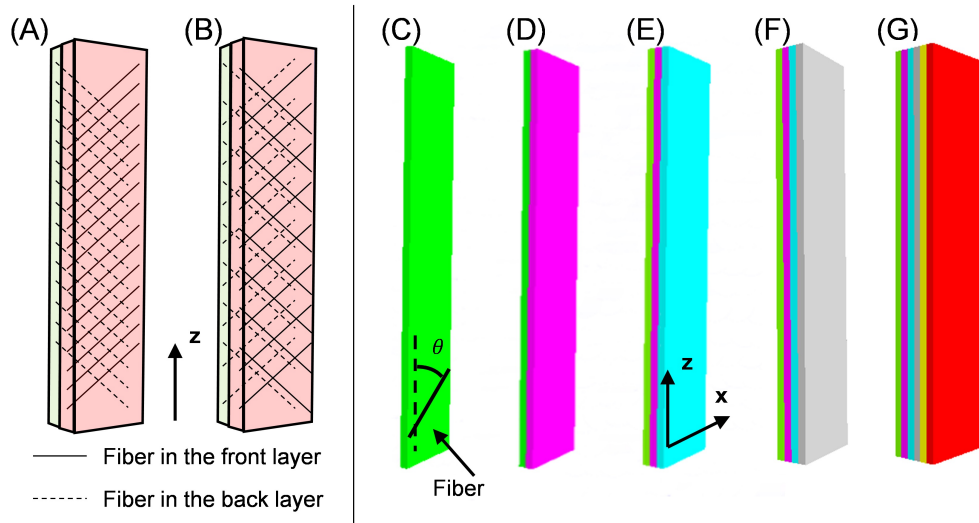 (A)
(B)
(C)
(D)
(E)
(F)
(G)
z
θ
z
x
Fiber
Fiber in the front layer
Fiber in the back layer